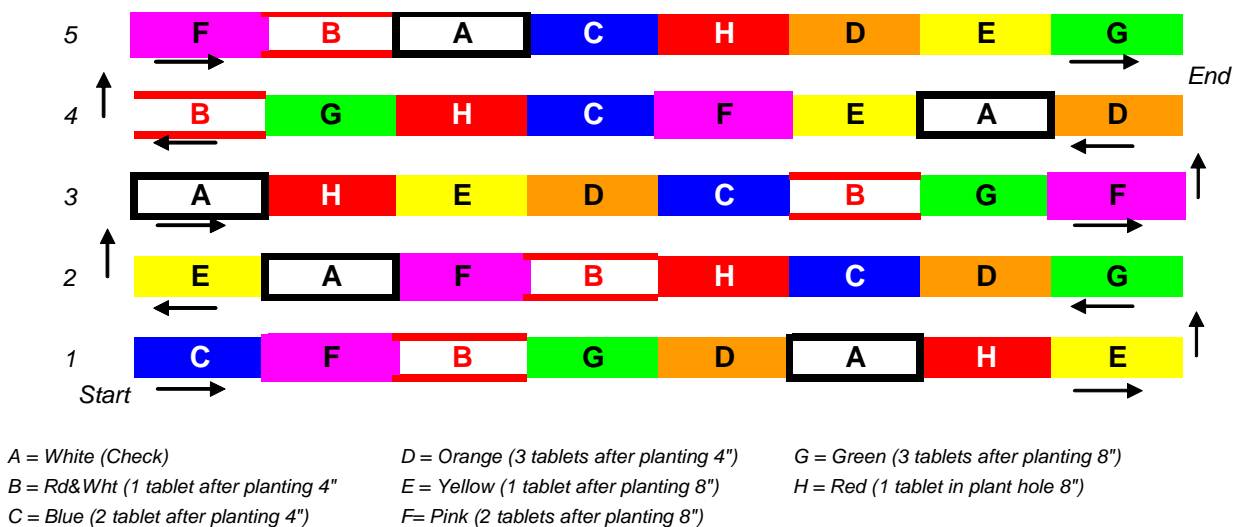 5 F B A C H D E G
End
4 B G H C F E A D
3 A H E D C B G F
2 E A F B H C D G
1 C F B G D A H E
Start
A = White (Check) D = Orange (3 tablets after planting 4") G = Green (3 tablets after planting 8")
B = Rd&Wht (1 tablet after planting 4" E = Yellow (1 tablet after planting 8") H = Red (1 tablet in plant hole 8")
C = Blue (2 tablet after planting 4") F= Pink (2 tablets after planting 8")